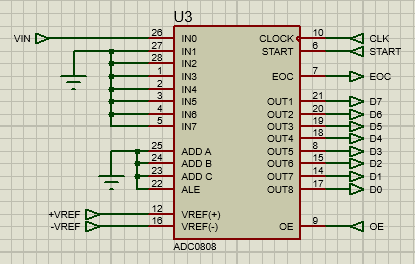 U3
VIN 26 IN0 CLOCK 10 CLK
27 IN1 START 6 START
28 IN2
1 IN3 EOC 7 EOC
2 IN4
3 IN5 OUT1 21 D7
4 IN6 OUT2 20 D6
5 IN7 OUT3 19 D5
OUT4 18 D4
25 ADD A OUT5 8 D3
24 ADD B OUT6 15 D2
23 ADD C OUT7 14 D1
22 ALE OUT8 17 D0
+VREF 12 VREF(+)
-VREF 16 VREF(-) OE 9 OE
ADC0808